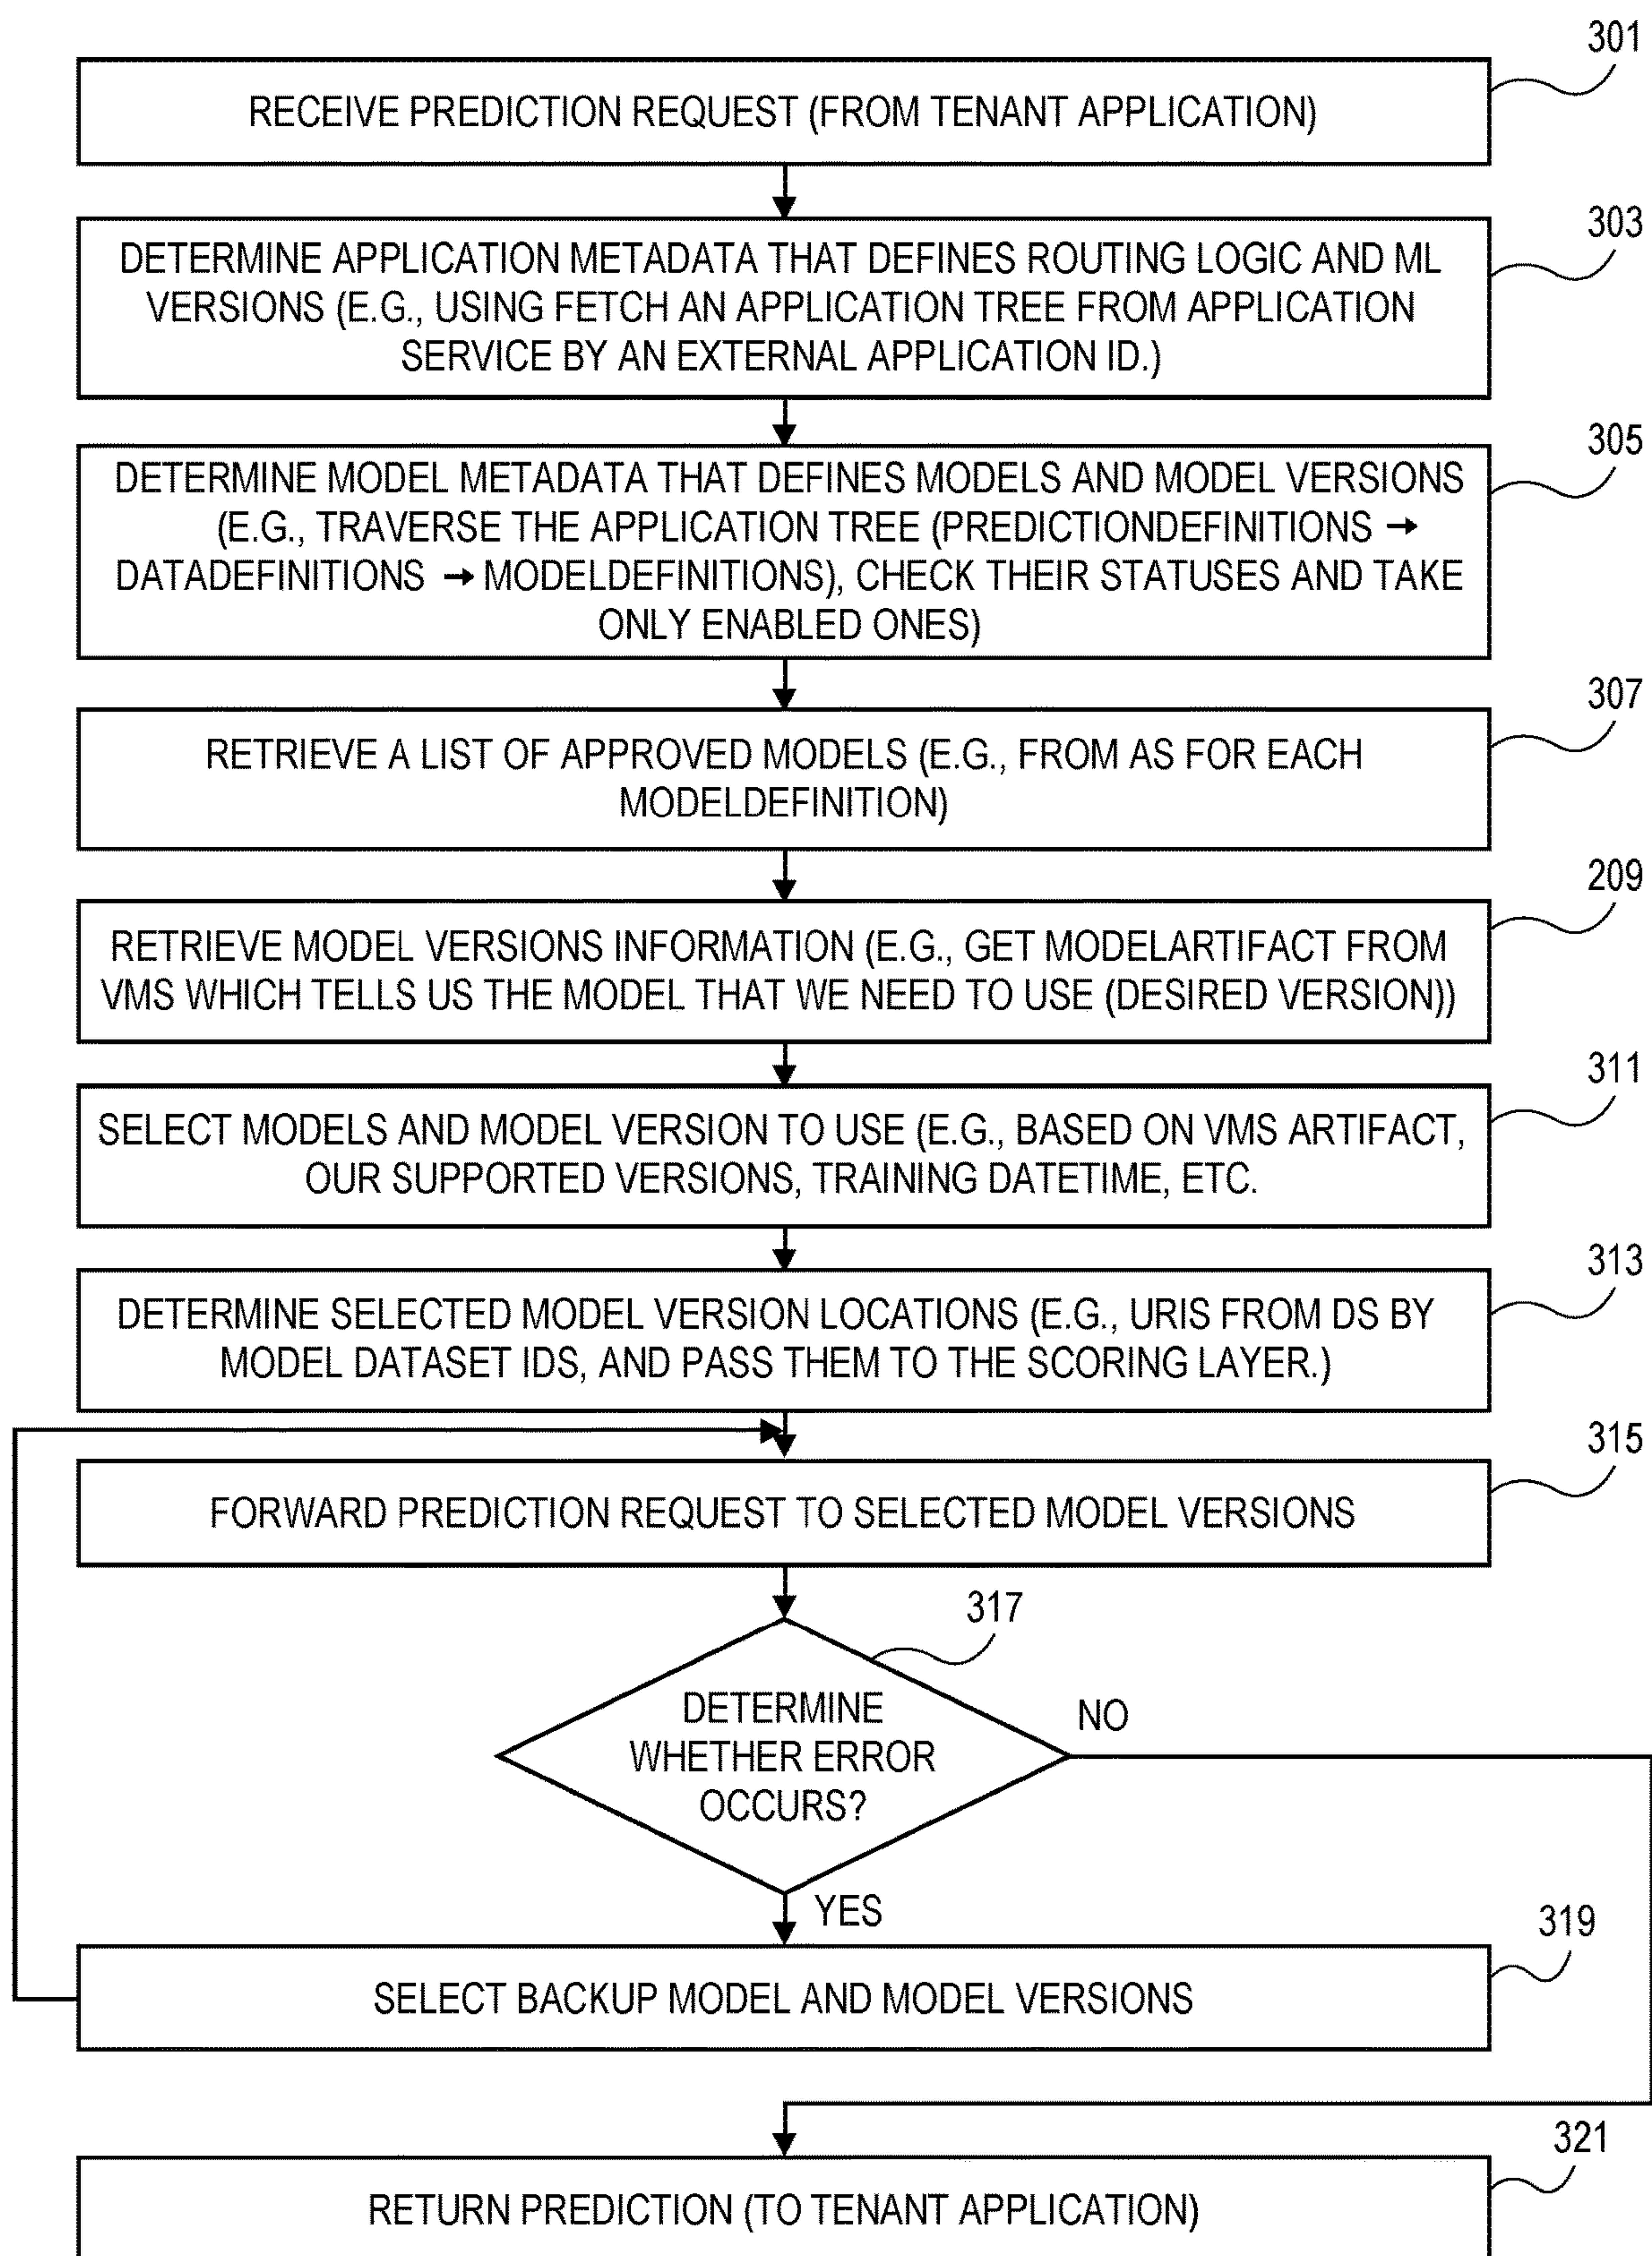 301
RECEIVE PREDICTION REQUEST (FROM TENANT APPLICATION)
303
DETERMINE APPLICATION METADATA THAT DEFINES ROUTING LOGIC AND ML
VERSIONS (E.G., USING FETCH AN APPLICATION TREE FROM APPLICATION
SERVICE BY AN EXTERNAL APPLICATION ID.)
305
DETERMINE MODEL METADATA THAT DEFINES MODELS AND MODEL VERSIONS
(E.G., TRAVERSE THE APPLICATION TREE (PREDICTIONDEFINITIONS →
DATADEFINITIONS → MODELDEFINITIONS), CHECK THEIR STATUSES AND TAKE
ONLY ENABLED ONES)
307
RETRIEVE A LIST OF APPROVED MODELS (E.G., FROM AS FOR EACH
MODELDEFINITION)
209
RETRIEVE MODEL VERSIONS INFORMATION (E.G., GET MODELARTIFACT FROM
VMS WHICH TELLS US THE MODEL THAT WE NEED TO USE (DESIRED VERSION))
311
SELECT MODELS AND MODEL VERSION TO USE (E.G., BASED ON VMS ARTIFACT,
OUR SUPPORTED VERSIONS, TRAINING DATETIME, ETC.
313
DETERMINE SELECTED MODEL VERSION LOCATIONS (E.G., URIS FROM DS BY
MODEL DATASET IDS, AND PASS THEM TO THE SCORING LAYER.)
315
FORWARD PREDICTION REQUEST TO SELECTED MODEL VERSIONS
317
DETERMINE
WHETHER ERROR
OCCURS?
NO
YES
319
SELECT BACKUP MODEL AND MODEL VERSIONS
321
RETURN PREDICTION (TO TENANT APPLICATION)